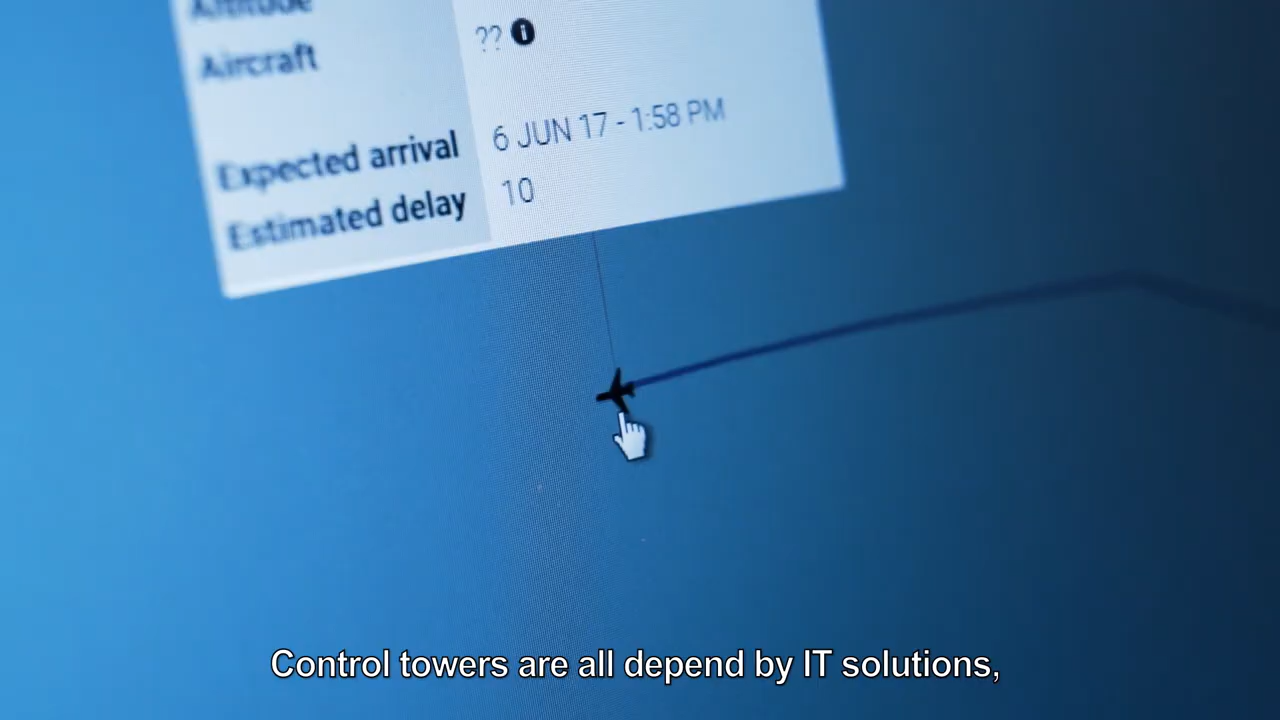 Altitude
Aircraft ??
Expected arrival 6 JUN 17 - 1:58 PM
Estimated delay 10
Control towers are all depend by IT solutions,